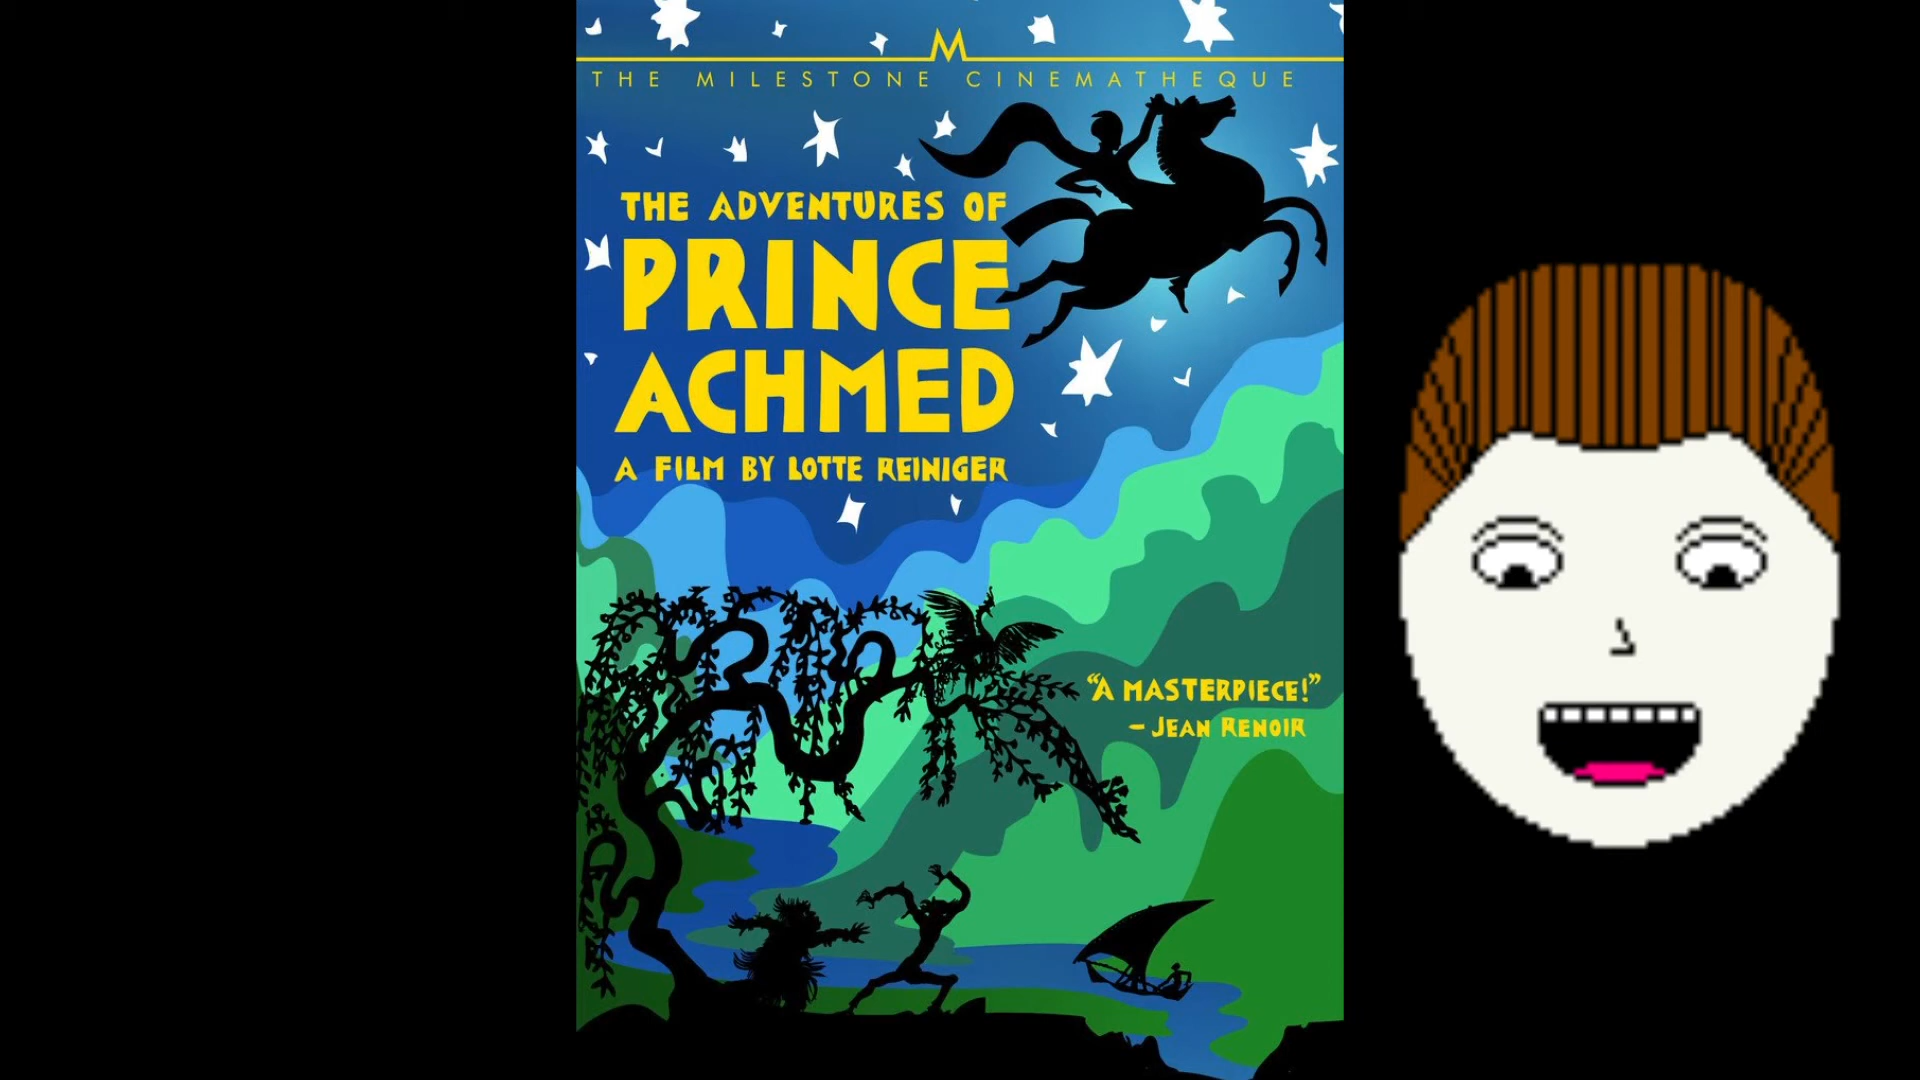 M
THE MILESTONE CINEMATHEQUE
THE ADVENTURES OF
PRINCE
ACHMED
A FILM BY LOTTE REINIGER
“A MASTERPIECE!”
– JEAN RENOIR